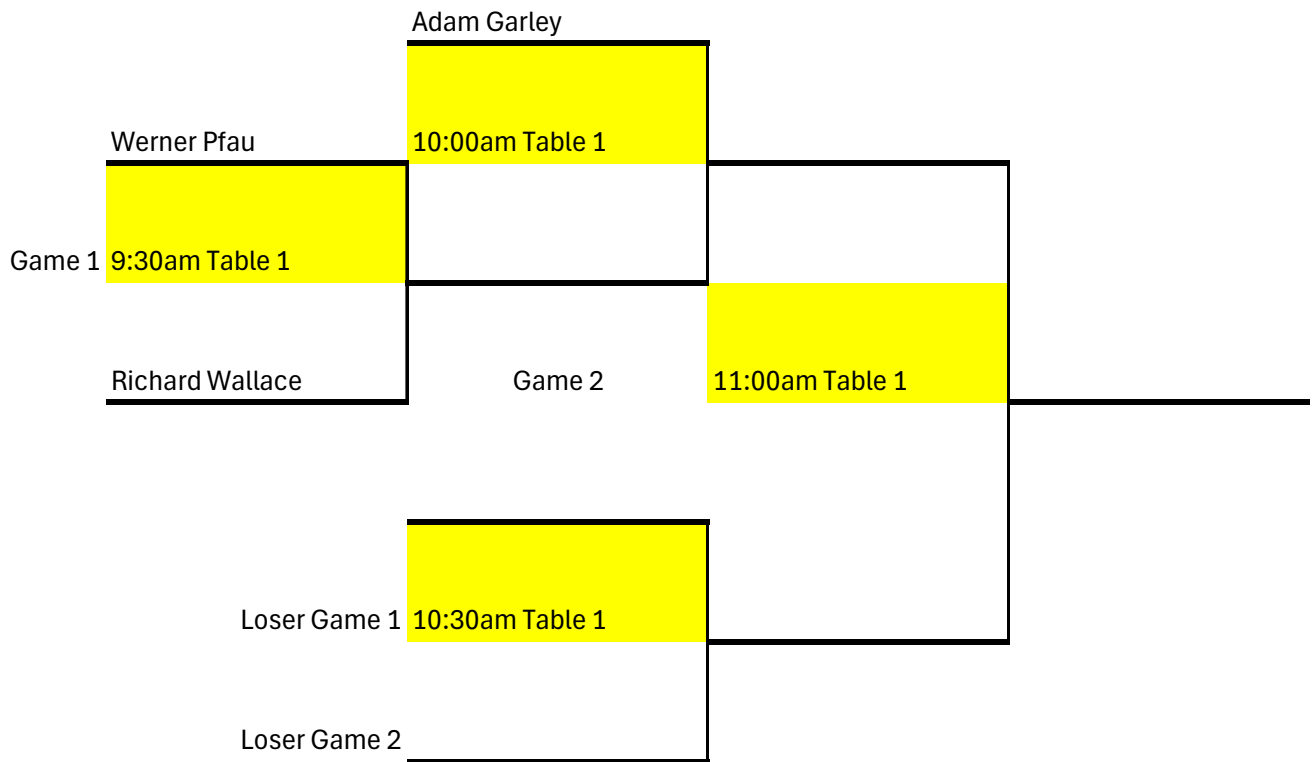 Adam Garley
Werner Pfau
10:00am Table 1
Game 1 9:30am Table 1
Richard Wallace
Game 2
11:00am Table 1
Loser Game 1 10:30am Table 1
Loser Game 2